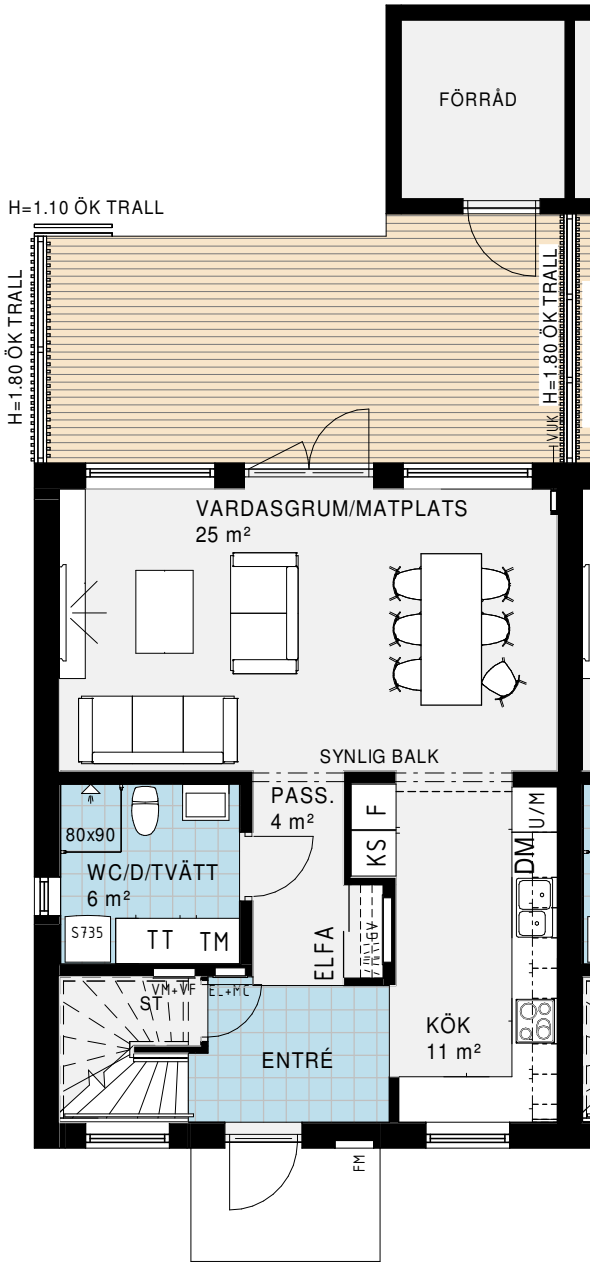 FÖRRÅD
H=1.10 ÖK TRALL
H=1.80 ÖK TRALL
H=1.80 ÖK TRALL
VUK
VARDASGRUM/MATPLATS
25 m²
SYNLIG BALK
PASS.
4 m²
F
KS
U/M
DM
80x90
WC/D/TVÄTT
6 m²
S735
TT
TM
ELFA
GV
VM+VF
EL+MC
ST
ENTRÉ
KÖK
11 m²
FM